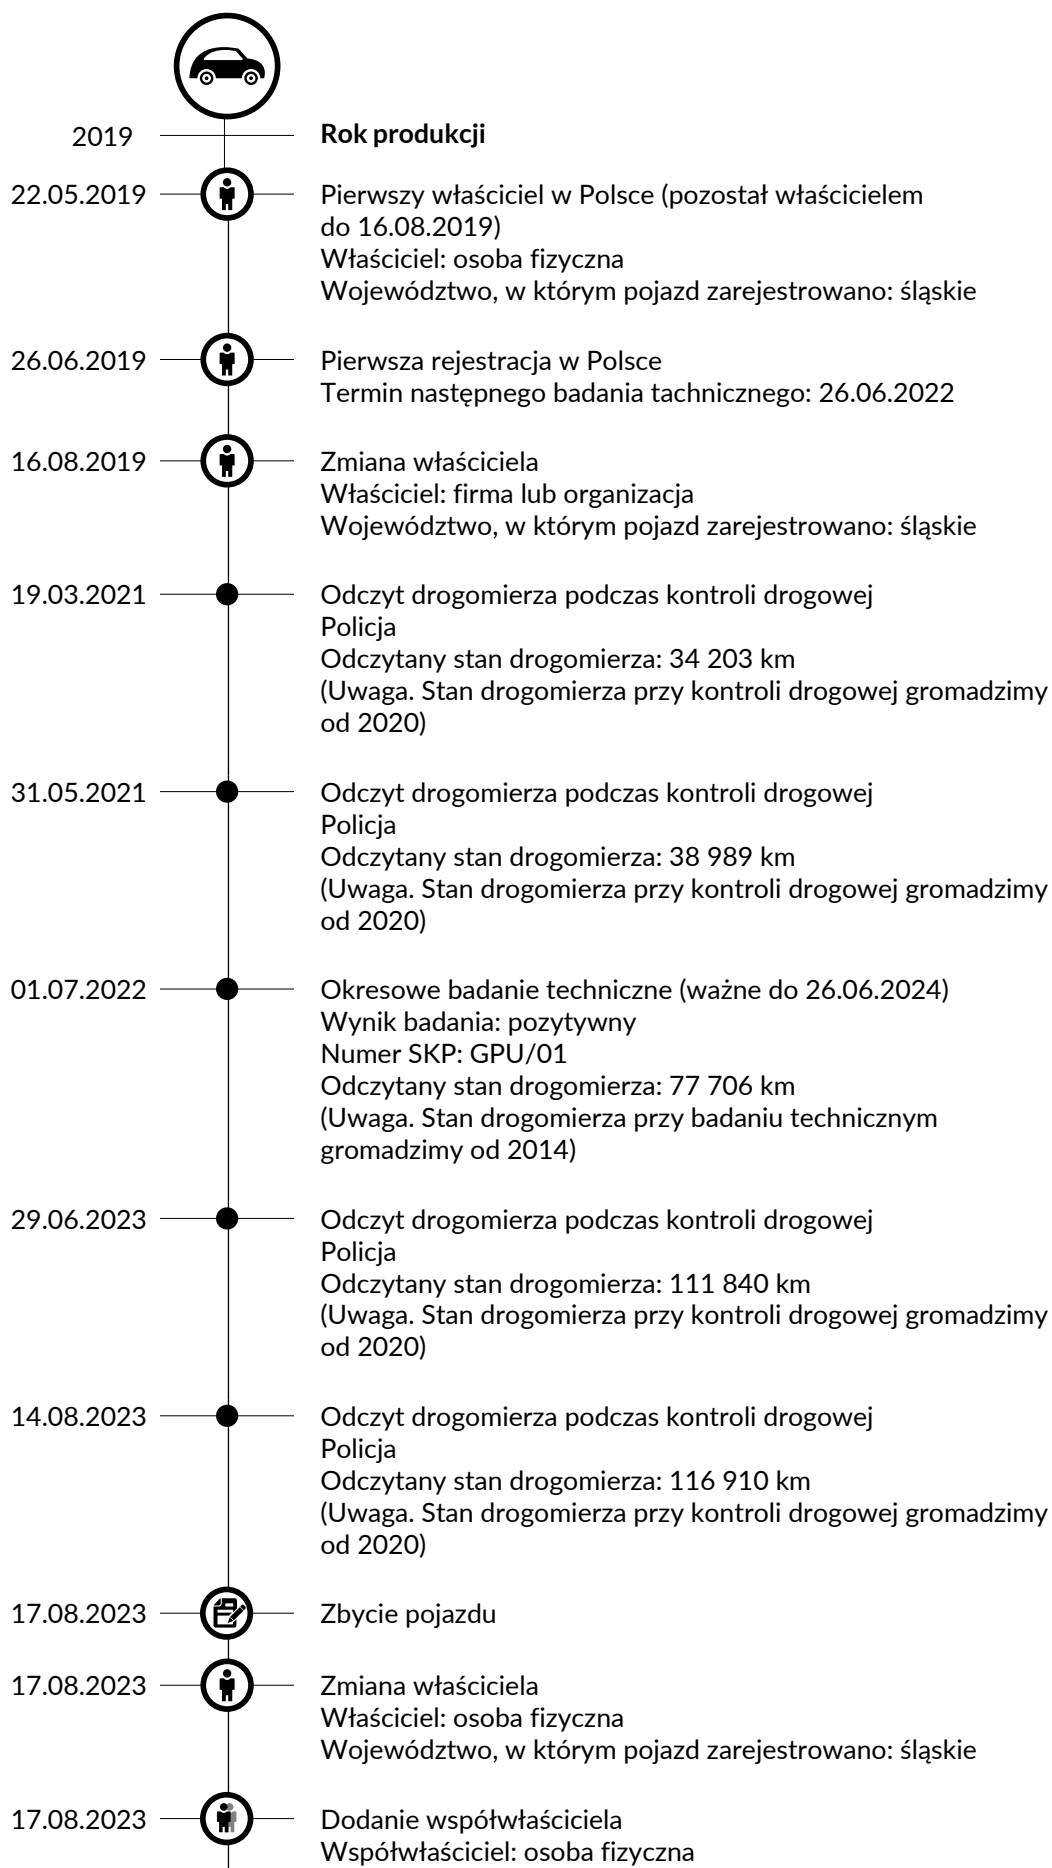 2019 Rok produkcji
22.05.2019 Pierwszy właściciel w Polsce (pozostał właścicielem
do 16.08.2019)
Właściciel: osoba fizyczna
Województwo, w którym pojazd zarejestrowano: śląskie
26.06.2019 Pierwsza rejestracja w Polsce
Termin następnego badania tachnicznego: 26.06.2022
16.08.2019 Zmiana właściciela
Właściciel: firma lub organizacja
Województwo, w którym pojazd zarejestrowano: śląskie
19.03.2021 Odczyt drogomierza podczas kontroli drogowej
Policja
Odczytany stan drogomierza: 34 203 km
(Uwaga. Stan drogomierza przy kontroli drogowej gromadzimy
od 2020)
31.05.2021 Odczyt drogomierza podczas kontroli drogowej
Policja
Odczytany stan drogomierza: 38 989 km
(Uwaga. Stan drogomierza przy kontroli drogowej gromadzimy
od 2020)
01.07.2022 Okresowe badanie techniczne (ważne do 26.06.2024)
Wynik badania: pozytywny
Numer SKP: GPU/01
Odczytany stan drogomierza: 77 706 km
(Uwaga. Stan drogomierza przy badaniu technicznym
gromadzimy od 2014)
29.06.2023 Odczyt drogomierza podczas kontroli drogowej
Policja
Odczytany stan drogomierza: 111 840 km
(Uwaga. Stan drogomierza przy kontroli drogowej gromadzimy
od 2020)
14.08.2023 Odczyt drogomierza podczas kontroli drogowej
Policja
Odczytany stan drogomierza: 116 910 km
(Uwaga. Stan drogomierza przy kontroli drogowej gromadzimy
od 2020)
17.08.2023 Zbycie pojazdu
17.08.2023 Zmiana właściciela
Właściciel: osoba fizyczna
Województwo, w którym pojazd zarejestrowano: śląskie
17.08.2023 Dodanie współwłaściciela
Współwłaściciel: osoba fizyczna